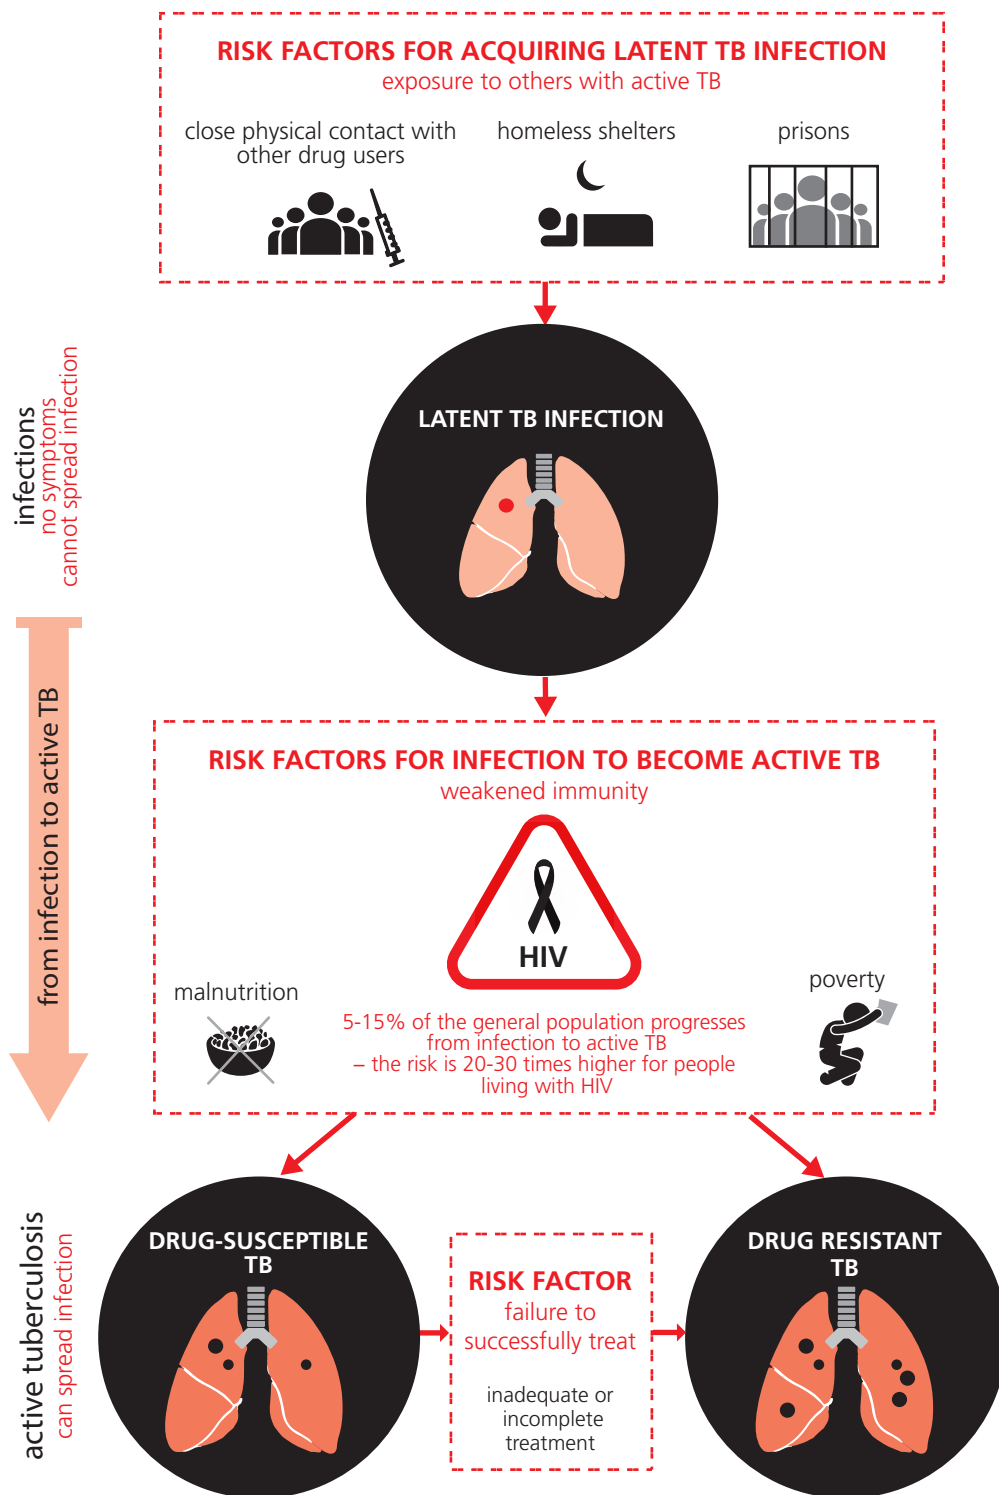 RISK FACTORS FOR ACQUIRING LATENT TB INFECTION
exposure to others with active TB
close physical contact with
other drug users
homeless shelters
prisons
LATENT TB INFECTION
infections
no symptoms
cannot spread infection
from infection to active TB
RISK FACTORS FOR INFECTION TO BECOME ACTIVE TB
weakened immunity
HIV
malnutrition
poverty
5-15% of the general population progresses
from infection to active TB
– the risk is 20-30 times higher for people
living with HIV
active tuberculosis
can spread infection
DRUG-SUSCEPTIBLE
TB
RISK FACTOR
failure to
successfully treat
inadequate or
incomplete
treatment
DRUG RESISTANT
TB